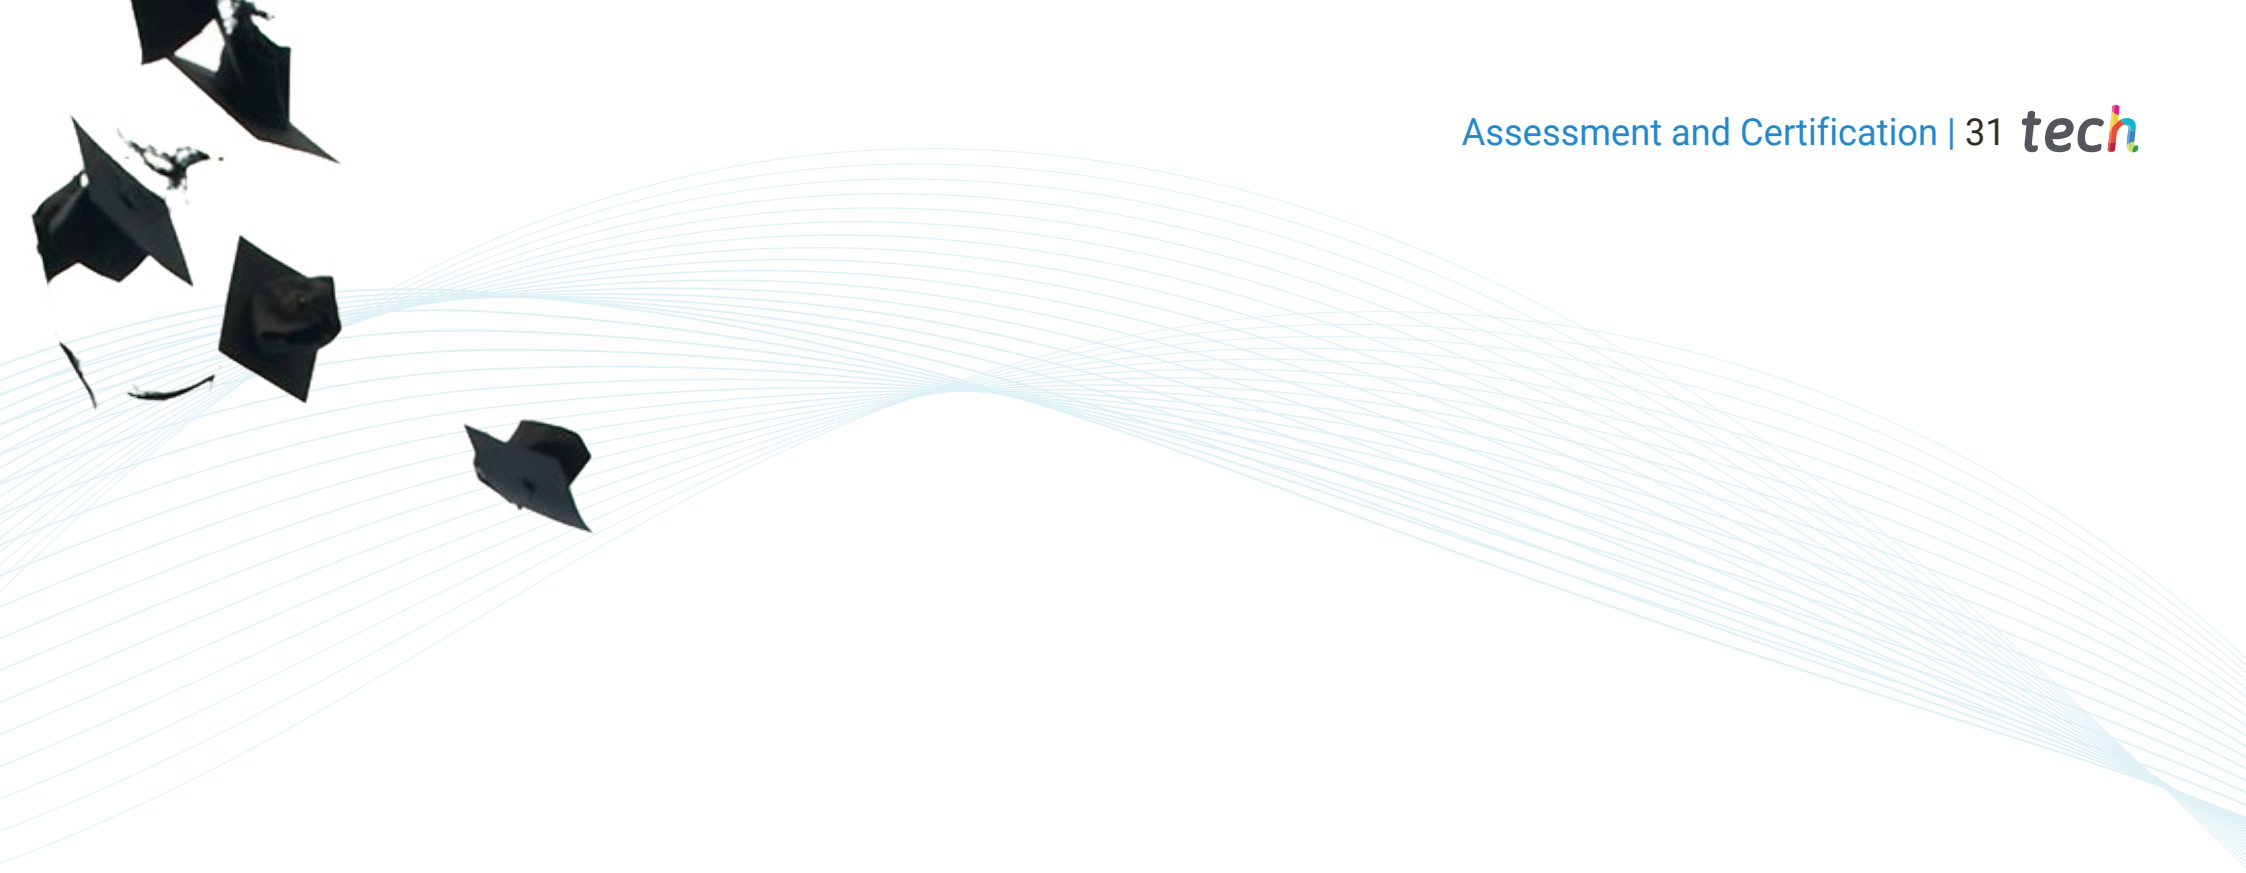 Assessment and Certification | 31 tech